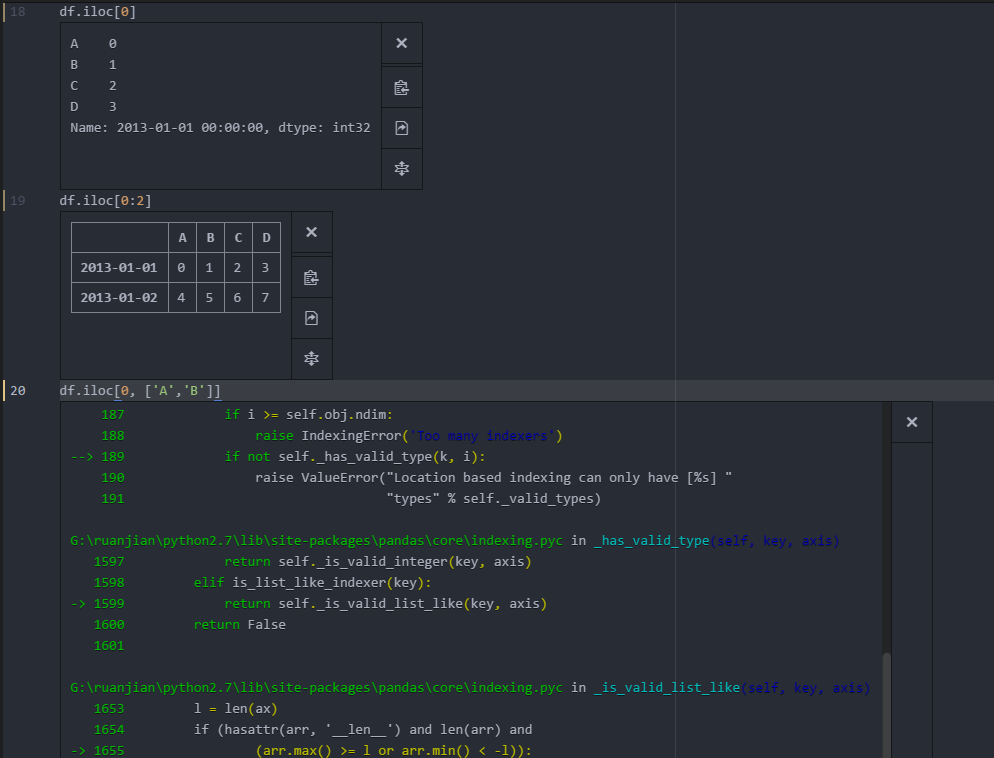 18 df.iloc[0]
A 0
B 1
C 2
D 3
Name: 2013-01-01 00:00:00, dtype: int32
19 df.iloc[0:2]
A B C D
2013-01-01 0 1 2 3
2013-01-02 4 5 6 7
20 df.iloc[0, ['A','B']]
187 if i >= self.obj.ndim:
188 raise IndexingError('Too many indexers')
--> 189 if not self._has_valid_type(k, i):
190 raise ValueError("Location based indexing can only have [%s] "
191 "types" % self._valid_types)
G:\ruanjian\python2.7\lib\site-packages\pandas\core\indexing.pyc in _has_valid_type(self, key, axis)
1597 return self._is_valid_integer(key, axis)
1598 elif is_list_like_indexer(key):
-> 1599 return self._is_valid_list_like(key, axis)
1600 return False
1601
G:\ruanjian\python2.7\lib\site-packages\pandas\core\indexing.pyc in _is_valid_list_like(self, key, axis)
1653 l = len(ax)
1654 if (hasattr(arr, '__len__') and len(arr) and
-> 1655 (arr.max() >= l or arr.min() < -l)):